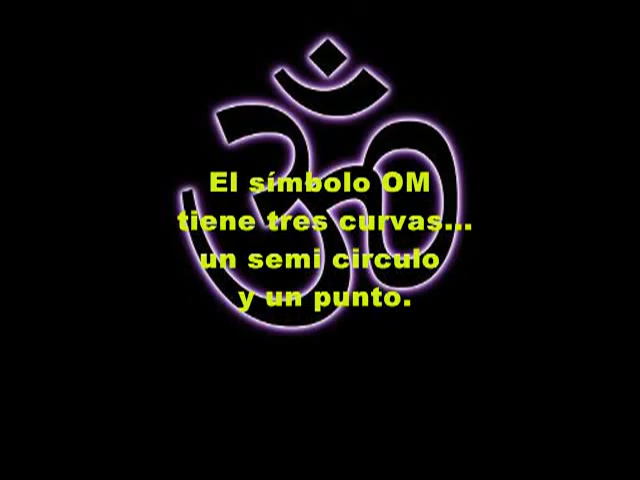 El símbolo OM
tiene tres curvas...
un semi circulo
y un punto.